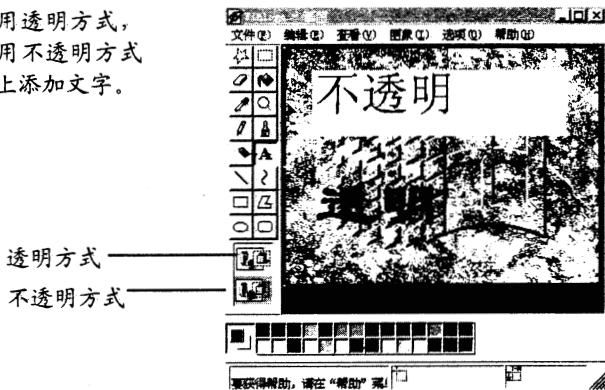 用透明方式，
用不透明方式
上添加文字。
文件(F) 编辑(E) 查看(V) 图象(I) 选项(O) 帮助(H)
不透明
透明
A
透明方式
不透明方式
要获得帮助，请在“帮助”菜